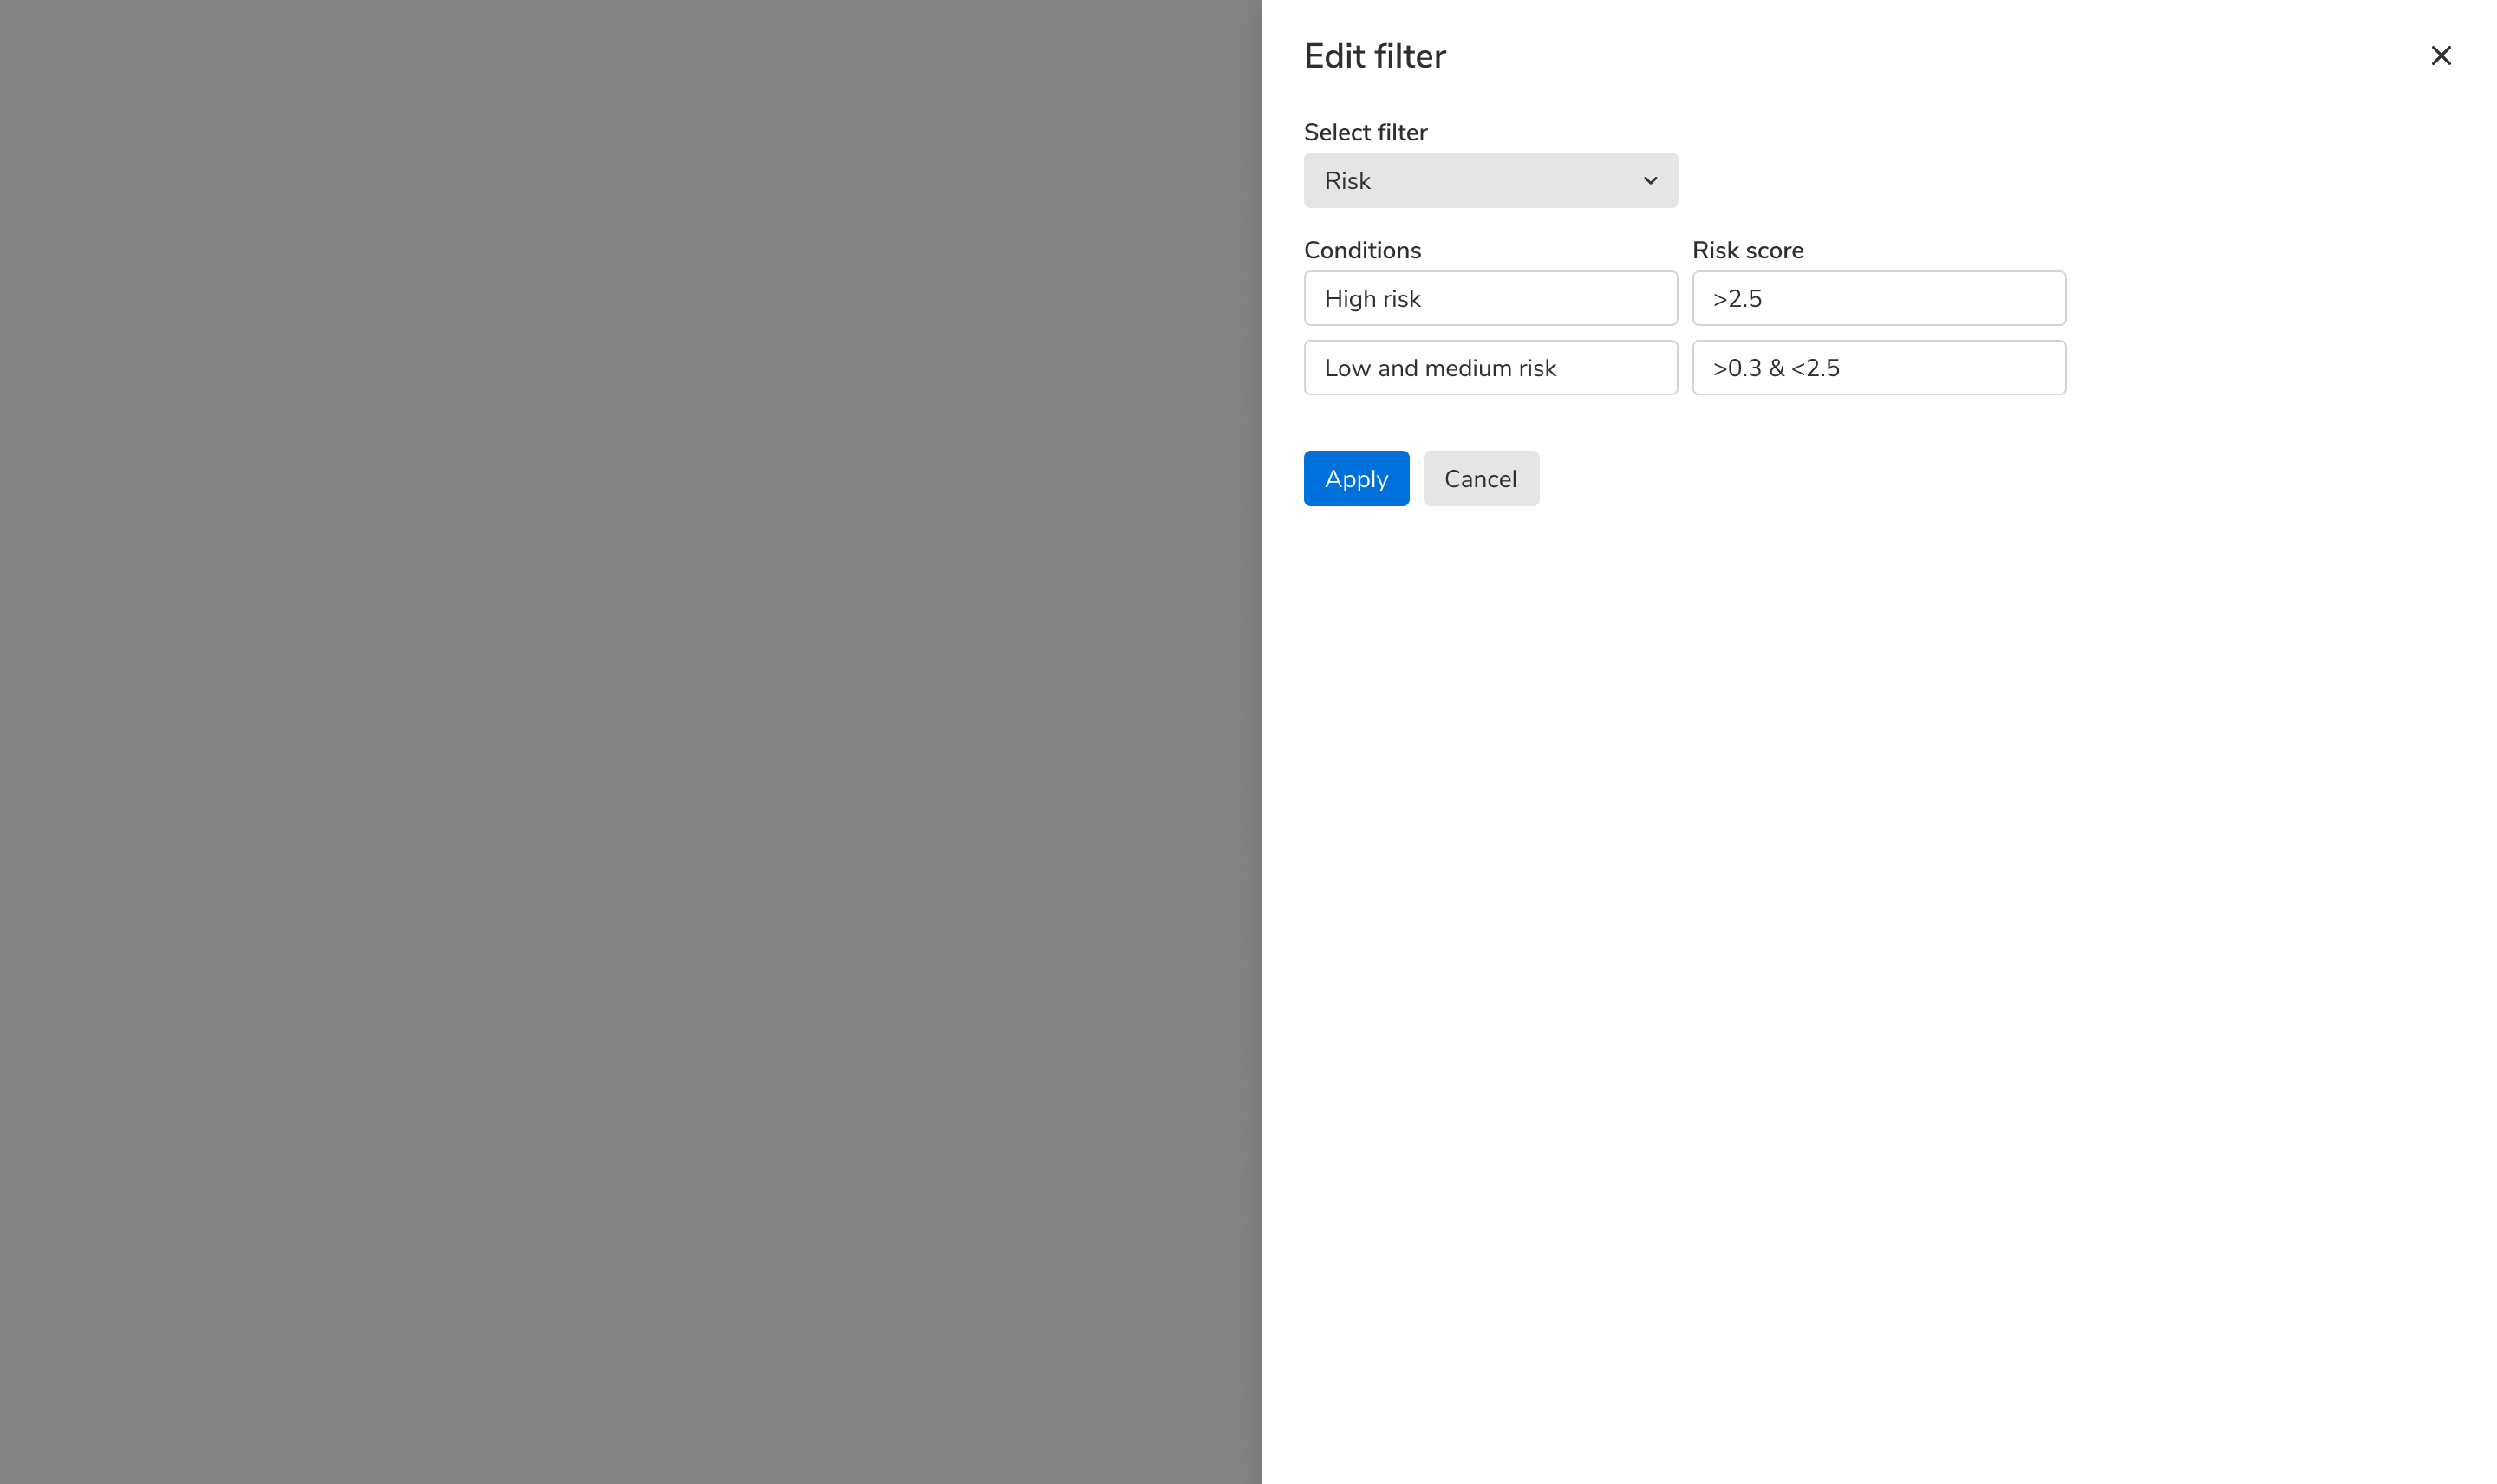 Edit filter
Select filter
Risk
Conditions Risk score
High risk >2.5
Low and medium risk >0.3 & <2.5
Apply Cancel